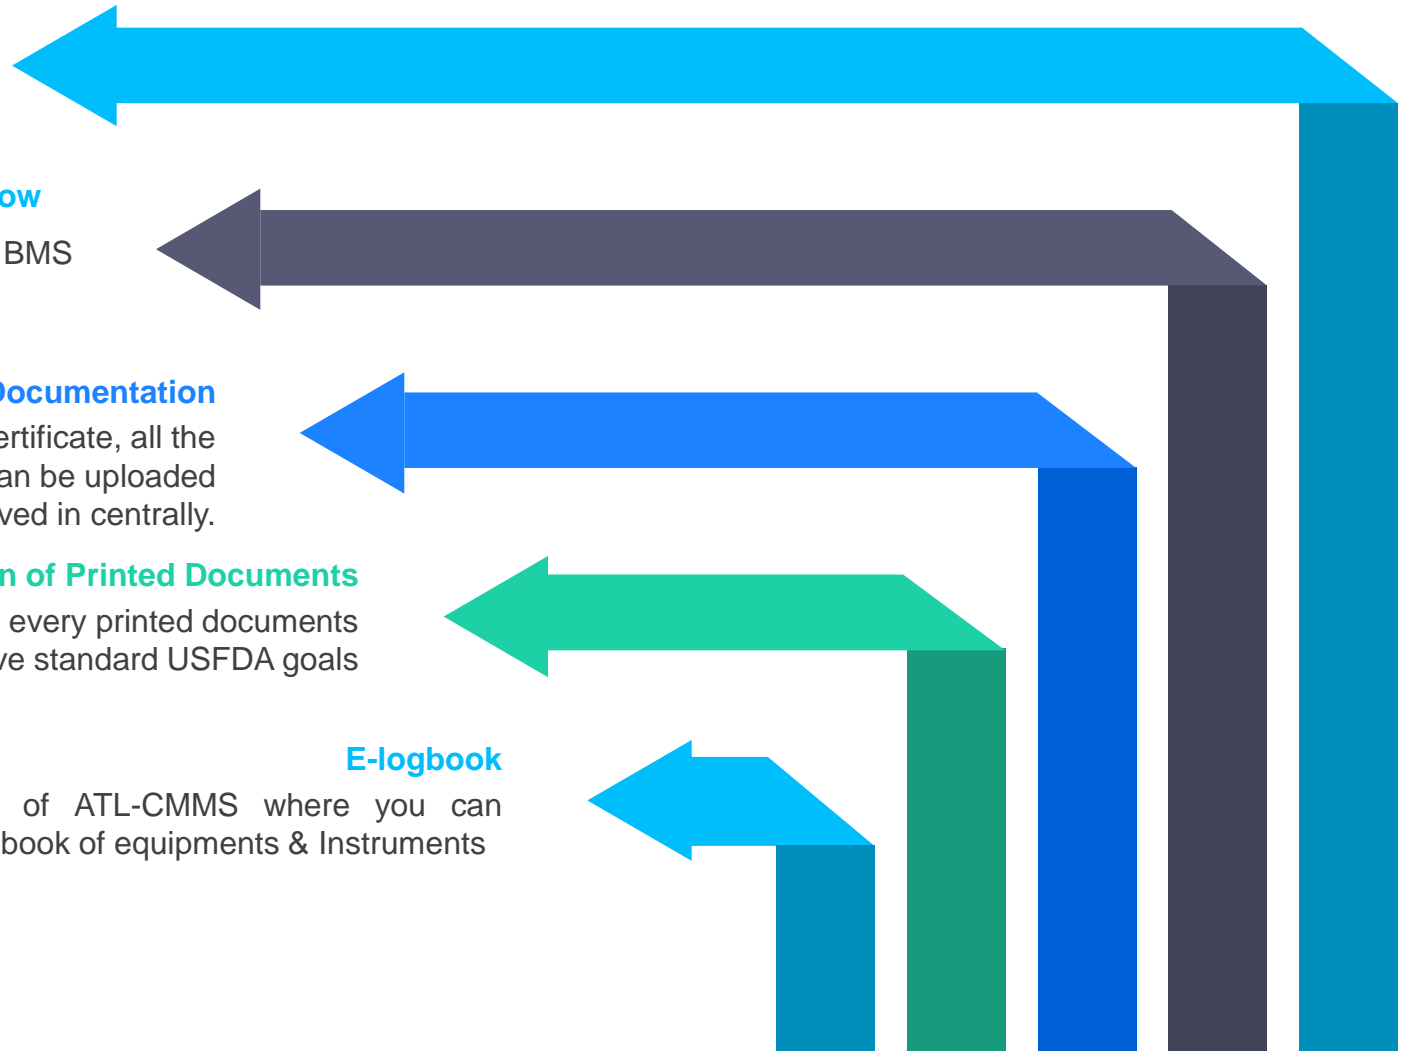 ow
BMS
Documentation
ertificate, all the
an be uploaded
ved in centrally.
n of Printed Documents
every printed documents
ve standard USFDA goals
E-logbook
of ATL-CMMS where you can
book of equipments & Instruments